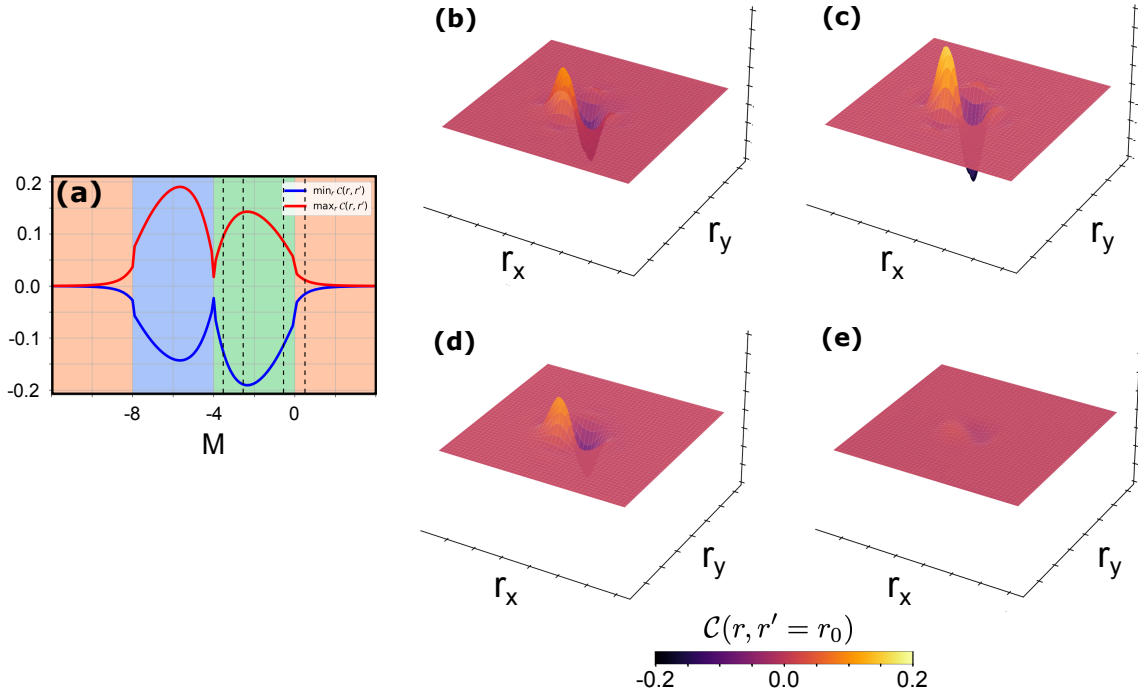 (a)
0.2
0.1
0.0
-0.1
-0.2
-8
-4
0
M
min_r C(r, r′)
max_r C(r, r′)
(b)
r_x
r_y
(c)
r_x
r_y
(d)
r_x
r_y
(e)
r_x
r_y
C(r, r′ = r_0)
-0.2
0.0
0.2